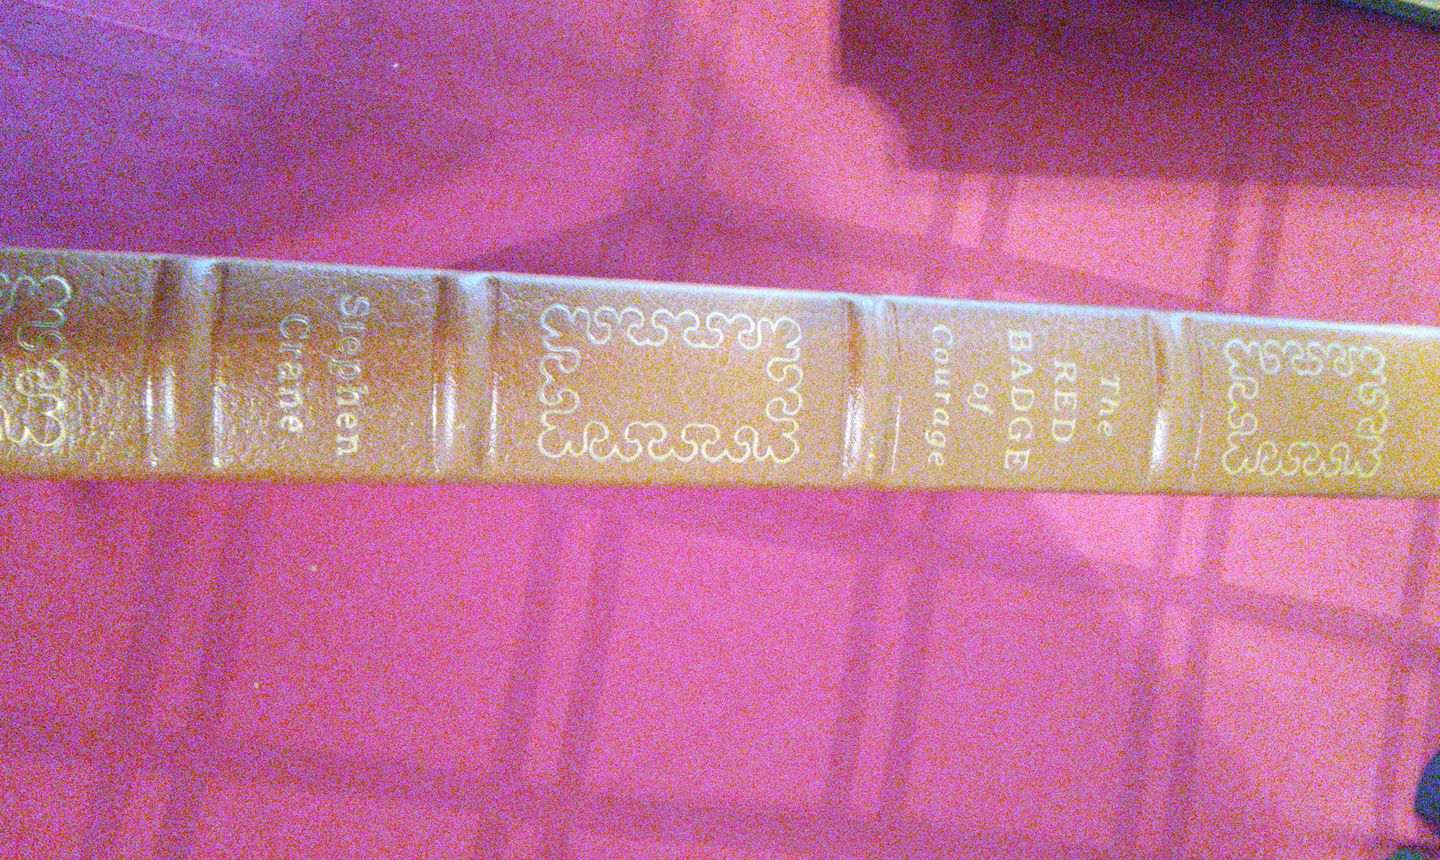 The
RED
BADGE
of
Courage
Stephen
Crane